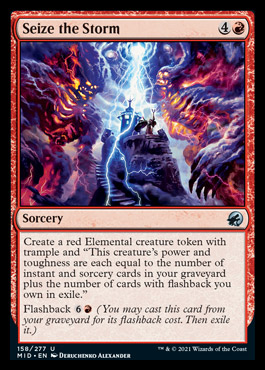 Seize the Storm 4
Sorcery
Create a red Elemental creature token with
trample and “This creature's power and
toughness are each equal to the number of
instant and sorcery cards in your graveyard
plus the number of cards with flashback you
own in exile.”
Flashback 6 (You may cast this card
from your graveyard for its flashback cost. Then exile
it.)
158/277 U
MID • EN Deruchenko Alexander
™ & © 2021 Wizards of the Coast